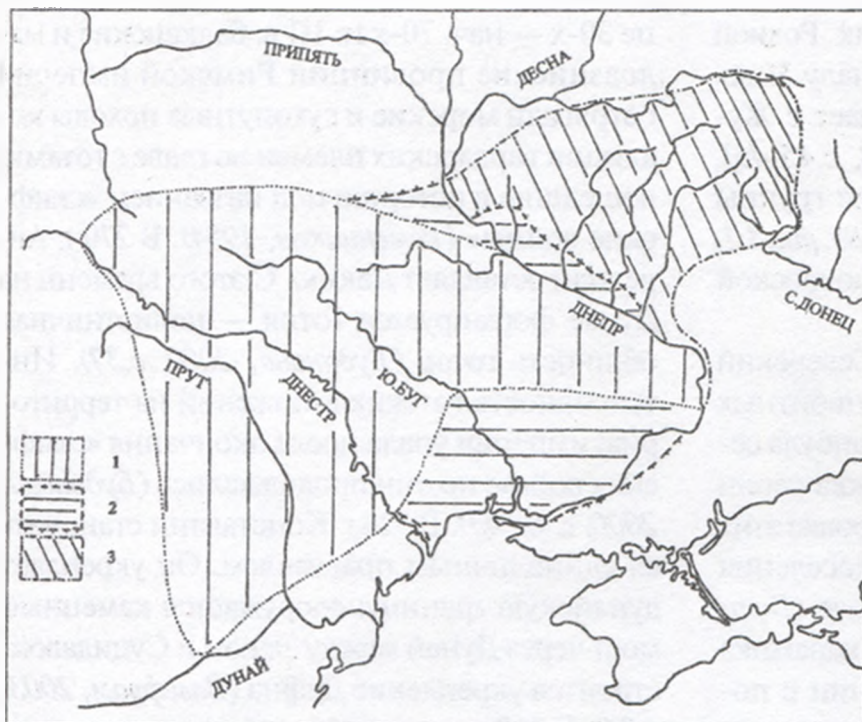 ПРИПЯТЬ
ДЕСНА
ДНЕПР
С.ДОНЕЦ
Ю.БУГ
ДНЕСТР
ПРУТ
1
2
3
ДУНАЙ